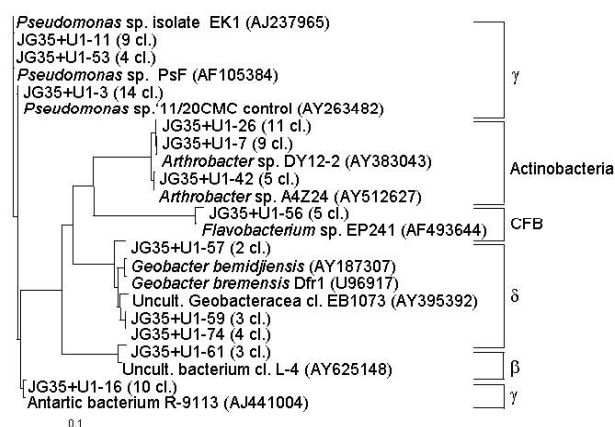 Pseudomonas sp. isolate EK1 (AJ237965)
JG35+U1-11 (9 cl.)
JG35+U1-53 (4 cl.)
Pseudomonas sp. PsF (AF105384)
JG35+U1-3 (14 cl.)
Pseudomonas sp.'11/20CMC control (AY263482)
γ
JG35+U1-26 (11 cl.)
JG35+U1-7 (9 cl.)
Arthrobacter sp. DY12-2 (AY383043)
JG35+U1-42 (5 cl.)
Arthrobacter sp. A4Z24 (AY512627)
Actinobacteria
JG35+U1-56 (5 cl.)
Flavobacterium sp. EP241 (AF493644)
CFB
JG35+U1-57 (2 cl.)
Geobacter bemidjiensis (AY187307)
Geobacter bremensis Dfr1 (U96917)
Uncult. Geobacteracea cl. EB1073 (AY395392)
JG35+U1-59 (3 cl.)
JG35+U1-74 (4 cl.)
δ
JG35+U1-61 (3 cl.)
Uncult. bacterium cl. L-4 (AY625148)
β
JG35+U1-16 (10 cl.)
Antartic bacterium R-9113 (AJ441004)
γ
0.1